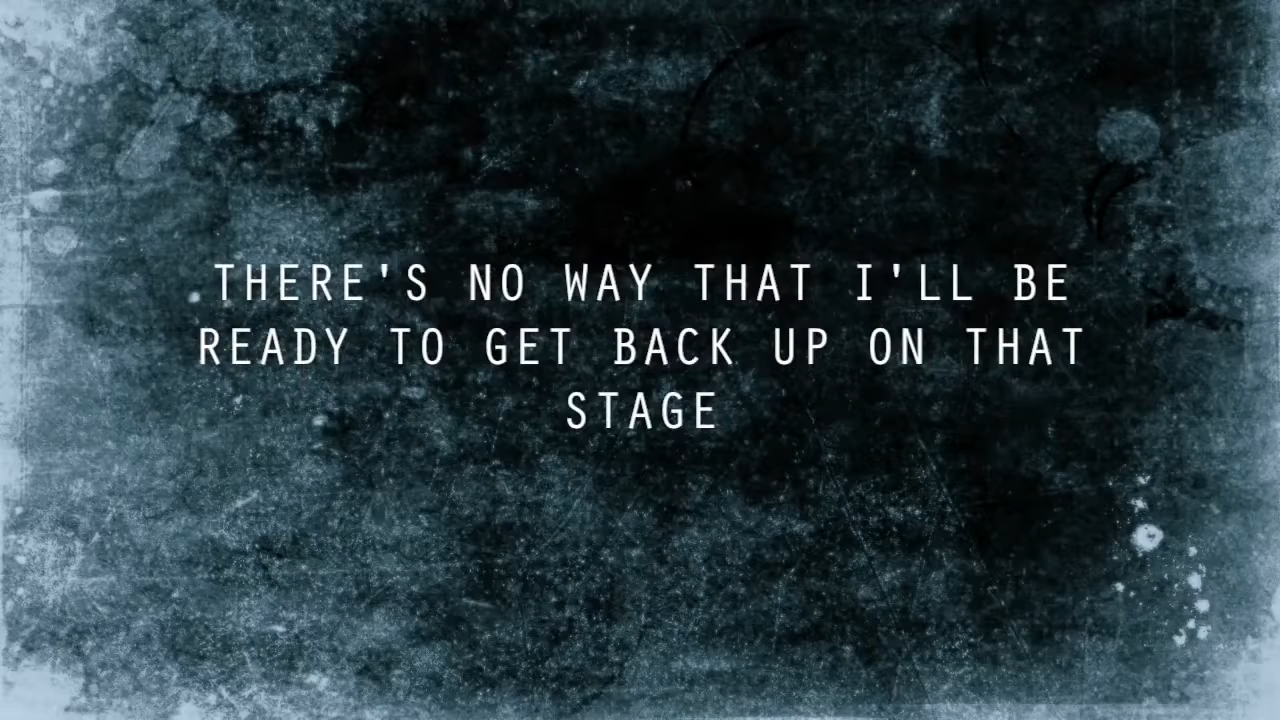 THERE'S NO WAY THAT I'LL BE
READY TO GET BACK UP ON THAT
STAGE